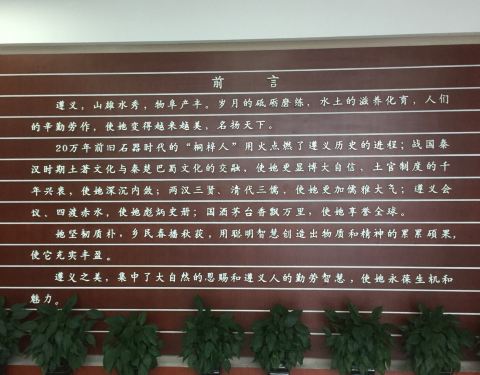 前 言
遵义，山雄水秀，物阜产丰。岁月的砥砺磨练，水土的滋养化育，人们
的辛勤劳作，使她变得越来越美，名扬天下。
20万年前旧石器时代的“桐梓人”用火点燃了遵义历史的进程；战国秦
汉时期土著文化与秦楚巴蜀文化的交融，使她更显博大自信、土官制度的千
年兴衰，使她深沉内敛；两汉三贤、清代三儒，使她更加儒雅大气；遵义会
议、四渡赤水，使她彪炳史册；国酒茅台香飘万里，使她享誉全球。
她坚韧质朴，乡民春播秋获，用聪明智慧创造出物质和精神的累累硕果，
使它充实丰盈。
遵义之美，集中了大自然的恩赐和遵义人的勤劳智慧，使她永葆生机和
魅力。